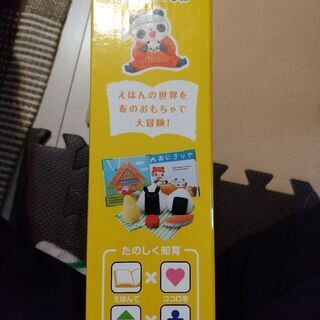 えほんの世界を
布のおもちゃで
大冒険！
おにぎりや
たのしく知育
えほんで
ココロを